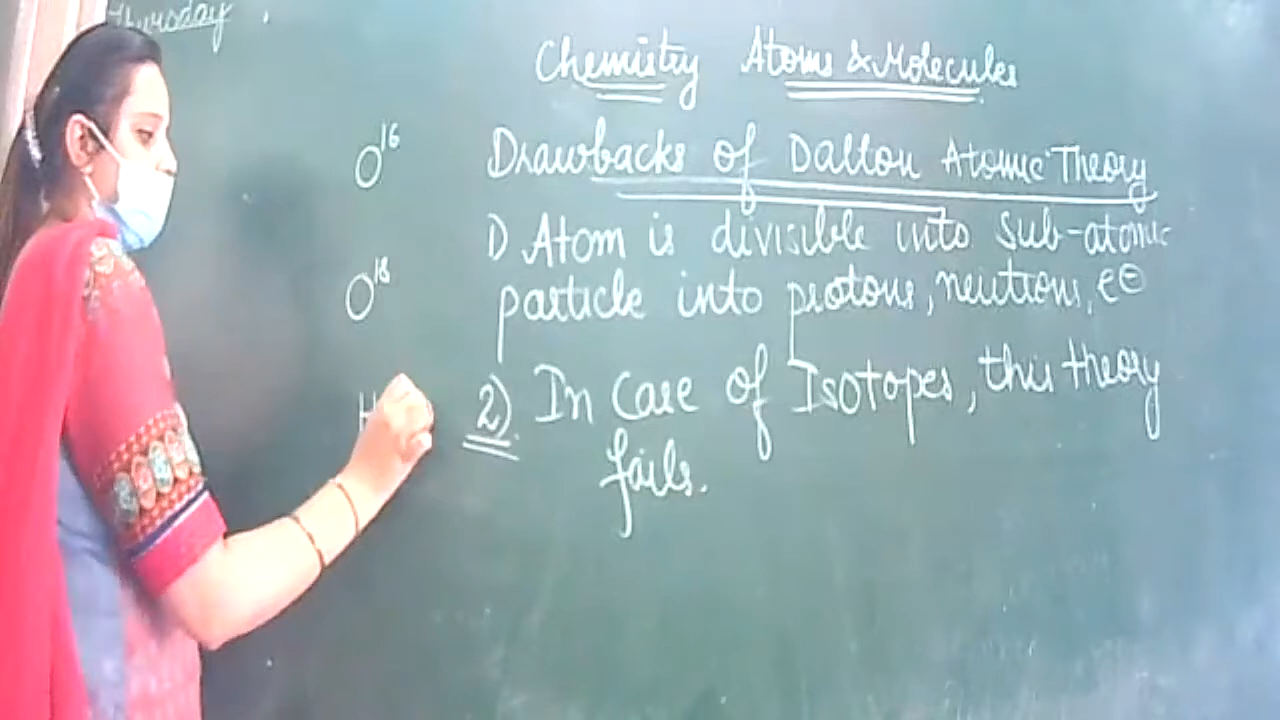 Thursday .
Chemistry Atoms & Molecules
O16
Drawbacks of Dalton Atomic Theory
1) Atom is divisible into sub-atomic
O18
particle into protons, neutrons, e⊖
H
2) In Case of Isotopes, this theory
fails.